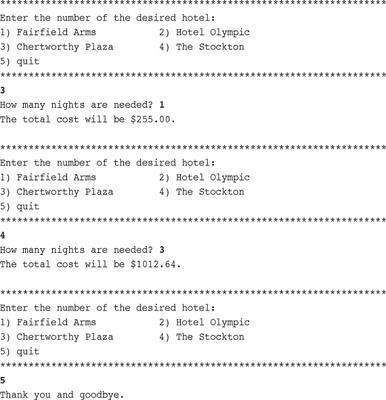 ********************************************************************
Enter the number of the desired hotel:
1) Fairfield Arms           2) Hotel Olympic
3) Chertworthy Plaza        4) The Stockton
5) quit
********************************************************************
3
How many nights are needed? 1
The total cost will be $255.00.
********************************************************************
Enter the number of the desired hotel:
1) Fairfield Arms           2) Hotel Olympic
3) Chertworthy Plaza        4) The Stockton
5) quit
********************************************************************
4
How many nights are needed? 3
The total cost will be $1012.64.
********************************************************************
Enter the number of the desired hotel:
1) Fairfield Arms           2) Hotel Olympic
3) Chertworthy Plaza        4) The Stockton
5) quit
********************************************************************
5
Thank you and goodbye.